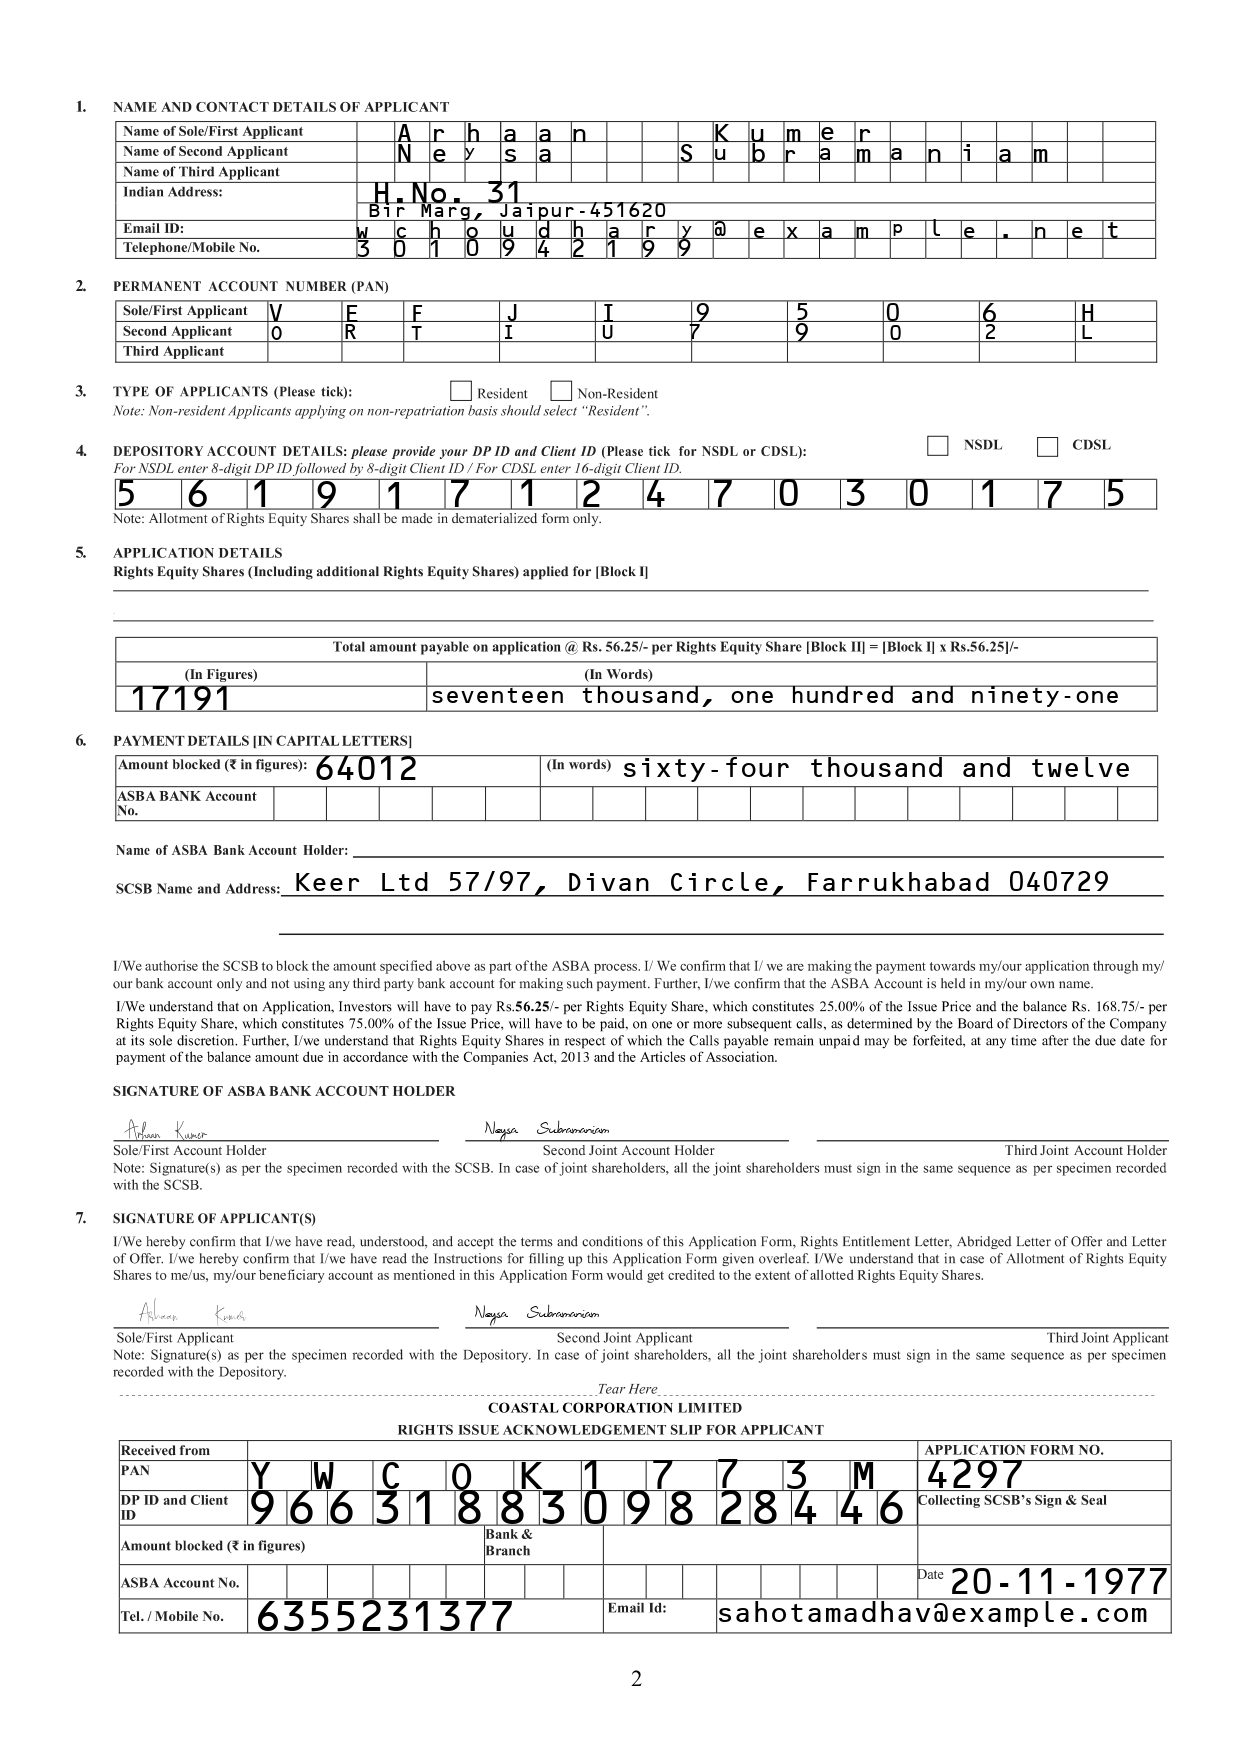 1. NAME AND CONTACT DETAILS OF APPLICANT
Name of Sole/First Applicant Arhaan Kumer
Name of Second Applicant Neysa Subramaniam
Name of Third Applicant
Indian Address: H.No. 31
Bir Marg, Jaipur-451620
Email ID: wchoudhary@example.net
Telephone/Mobile No. 3010942199
2. PERMANENT ACCOUNT NUMBER (PAN)
Sole/First Applicant VEFJI9506H
Second Applicant ORTIU7902L
Third Applicant
3. TYPE OF APPLICANTS (Please tick): Resident Non-Resident
Note: Non-resident Applicants applying on non-repatriation basis should select “Resident”.
4. DEPOSITORY ACCOUNT DETAILS: please provide your DP ID and Client ID (Please tick for NSDL or CDSL): NSDL CDSL
For NSDL enter 8-digit DP ID followed by 8-digit Client ID / For CDSL enter 16-digit Client ID.
5619171247030175
Note: Allotment of Rights Equity Shares shall be made in dematerialized form only.
5. APPLICATION DETAILS
Rights Equity Shares (Including additional Rights Equity Shares) applied for [Block I]
Total amount payable on application @ Rs. 56.25/- per Rights Equity Share [Block II] = [Block I] x Rs.56.25]/-
(In Figures) (In Words)
17191 seventeen thousand, one hundred and ninety-one
6. PAYMENT DETAILS [IN CAPITAL LETTERS]
Amount blocked (₹ in figures): 64012 (In words) sixty-four thousand and twelve
ASBA BANK Account
No.
Name of ASBA Bank Account Holder:
SCSB Name and Address: Keer Ltd 57/97, Divan Circle, Farrukhabad 040729
I/We authorise the SCSB to block the amount specified above as part of the ASBA process. I/ We confirm that I/ we are making the payment towards my/our application through my/
our bank account only and not using any third party bank account for making such payment. Further, I/we confirm that the ASBA Account is held in my/our own name.
I/We understand that on Application, Investors will have to pay Rs.56.25/- per Rights Equity Share, which constitutes 25.00% of the Issue Price and the balance Rs. 168.75/- per
Rights Equity Share, which constitutes 75.00% of the Issue Price, will have to be paid, on one or more subsequent calls, as determined by the Board of Directors of the Company
at its sole discretion. Further, I/we understand that Rights Equity Shares in respect of which the Calls payable remain unpaid may be forfeited, at any time after the due date for
payment of the balance amount due in accordance with the Companies Act, 2013 and the Articles of Association.
SIGNATURE OF ASBA BANK ACCOUNT HOLDER
Arhaan Kumer Neysa Subramaniam
Sole/First Account Holder Second Joint Account Holder Third Joint Account Holder
Note: Signature(s) as per the specimen recorded with the SCSB. In case of joint shareholders, all the joint shareholders must sign in the same sequence as per specimen recorded
with the SCSB.
7. SIGNATURE OF APPLICANT(S)
I/We hereby confirm that I/we have read, understood, and accept the terms and conditions of this Application Form, Rights Entitlement Letter, Abridged Letter of Offer and Letter
of Offer. I/we hereby confirm that I/we have read the Instructions for filling up this Application Form given overleaf. I/We understand that in case of Allotment of Rights Equity
Shares to me/us, my/our beneficiary account as mentioned in this Application Form would get credited to the extent of allotted Rights Equity Shares.
Arhaan Kumer Neysa Subramaniam
Sole/First Applicant Second Joint Applicant Third Joint Applicant
Note: Signature(s) as per the specimen recorded with the Depository. In case of joint shareholders, all the joint shareholders must sign in the same sequence as per specimen
recorded with the Depository.
Tear Here
COASTAL CORPORATION LIMITED
RIGHTS ISSUE ACKNOWLEDGEMENT SLIP FOR APPLICANT
Received from APPLICATION FORM NO.
PAN YWCOK1773M 4297
DP ID and Client
ID 9663188309828446 Collecting SCSB's Sign & Seal
Amount blocked (₹ in figures) Bank &
Branch
ASBA Account No. Date 20-11-1977
Tel. / Mobile No. 6355231377 Email Id: sahotamadhav@example.com
2